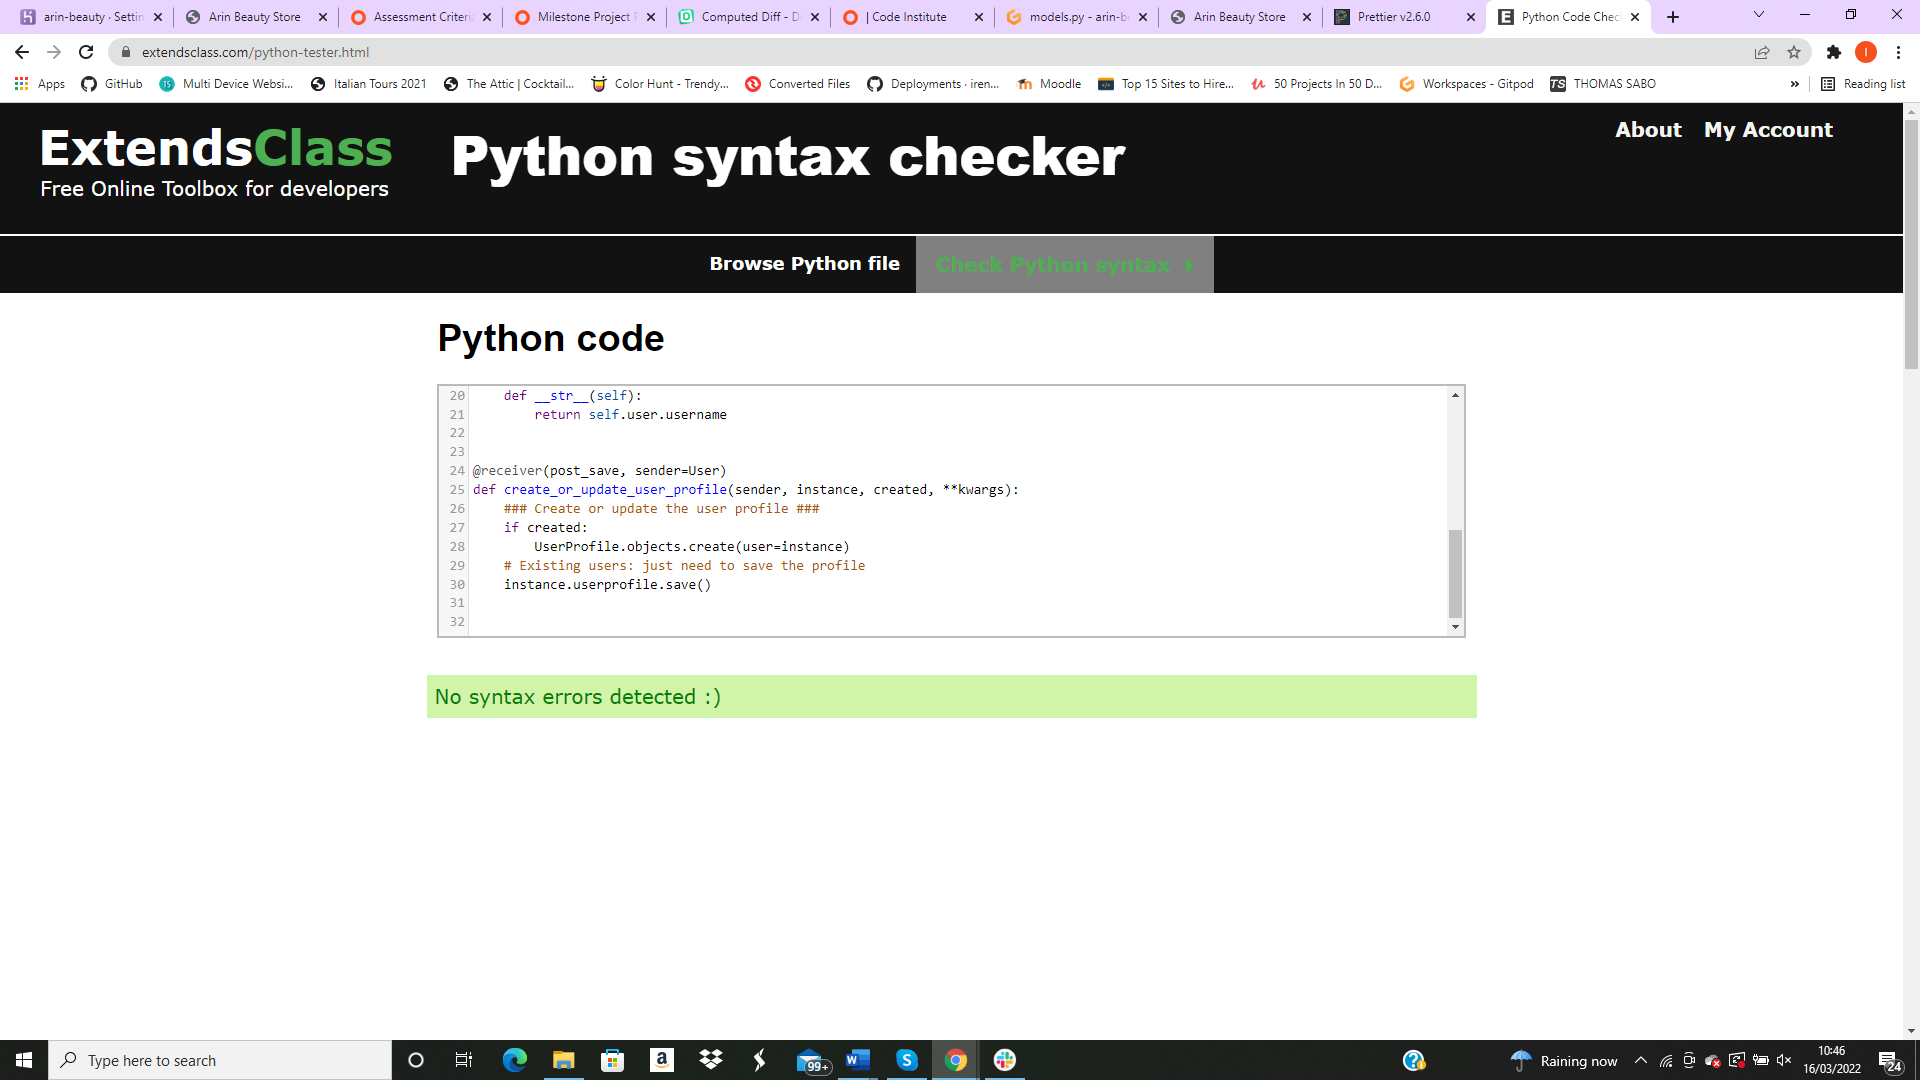 arin-beauty · Settin
Arin Beauty Store
Assessment Criteria
Milestone Project
Computed Diff - D
| Code Institute
models.py - arin-b
Arin Beauty Store
Prettier v2.6.0
Python Code Chec
extendsclass.com/python-tester.html
I
Apps
GitHub
Multi Device Websi...
Italian Tours 2021
The Attic | Cocktail...
Color Hunt - Trendy...
Converted Files
Deployments · iren...
Moodle
Top 15 Sites to Hire...
50 Projects In 50 D...
Workspaces - Gitpod
THOMAS SABO
»
Reading list
ExtendsClass
Free Online Toolbox for developers
Python syntax checker
About
My Account
Browse Python file
Check Python syntax
Python code
20 def __str__(self):
21 return self.user.username
22
23
24 @receiver(post_save, sender=User)
25 def create_or_update_user_profile(sender, instance, created, **kwargs):
26 ### Create or update the user profile ###
27 if created:
28 UserProfile.objects.create(user=instance)
29 # Existing users: just need to save the profile
30 instance.userprofile.save()
31
32
No syntax errors detected :)
Type here to search
99+
Raining now
10:46
16/03/2022
24